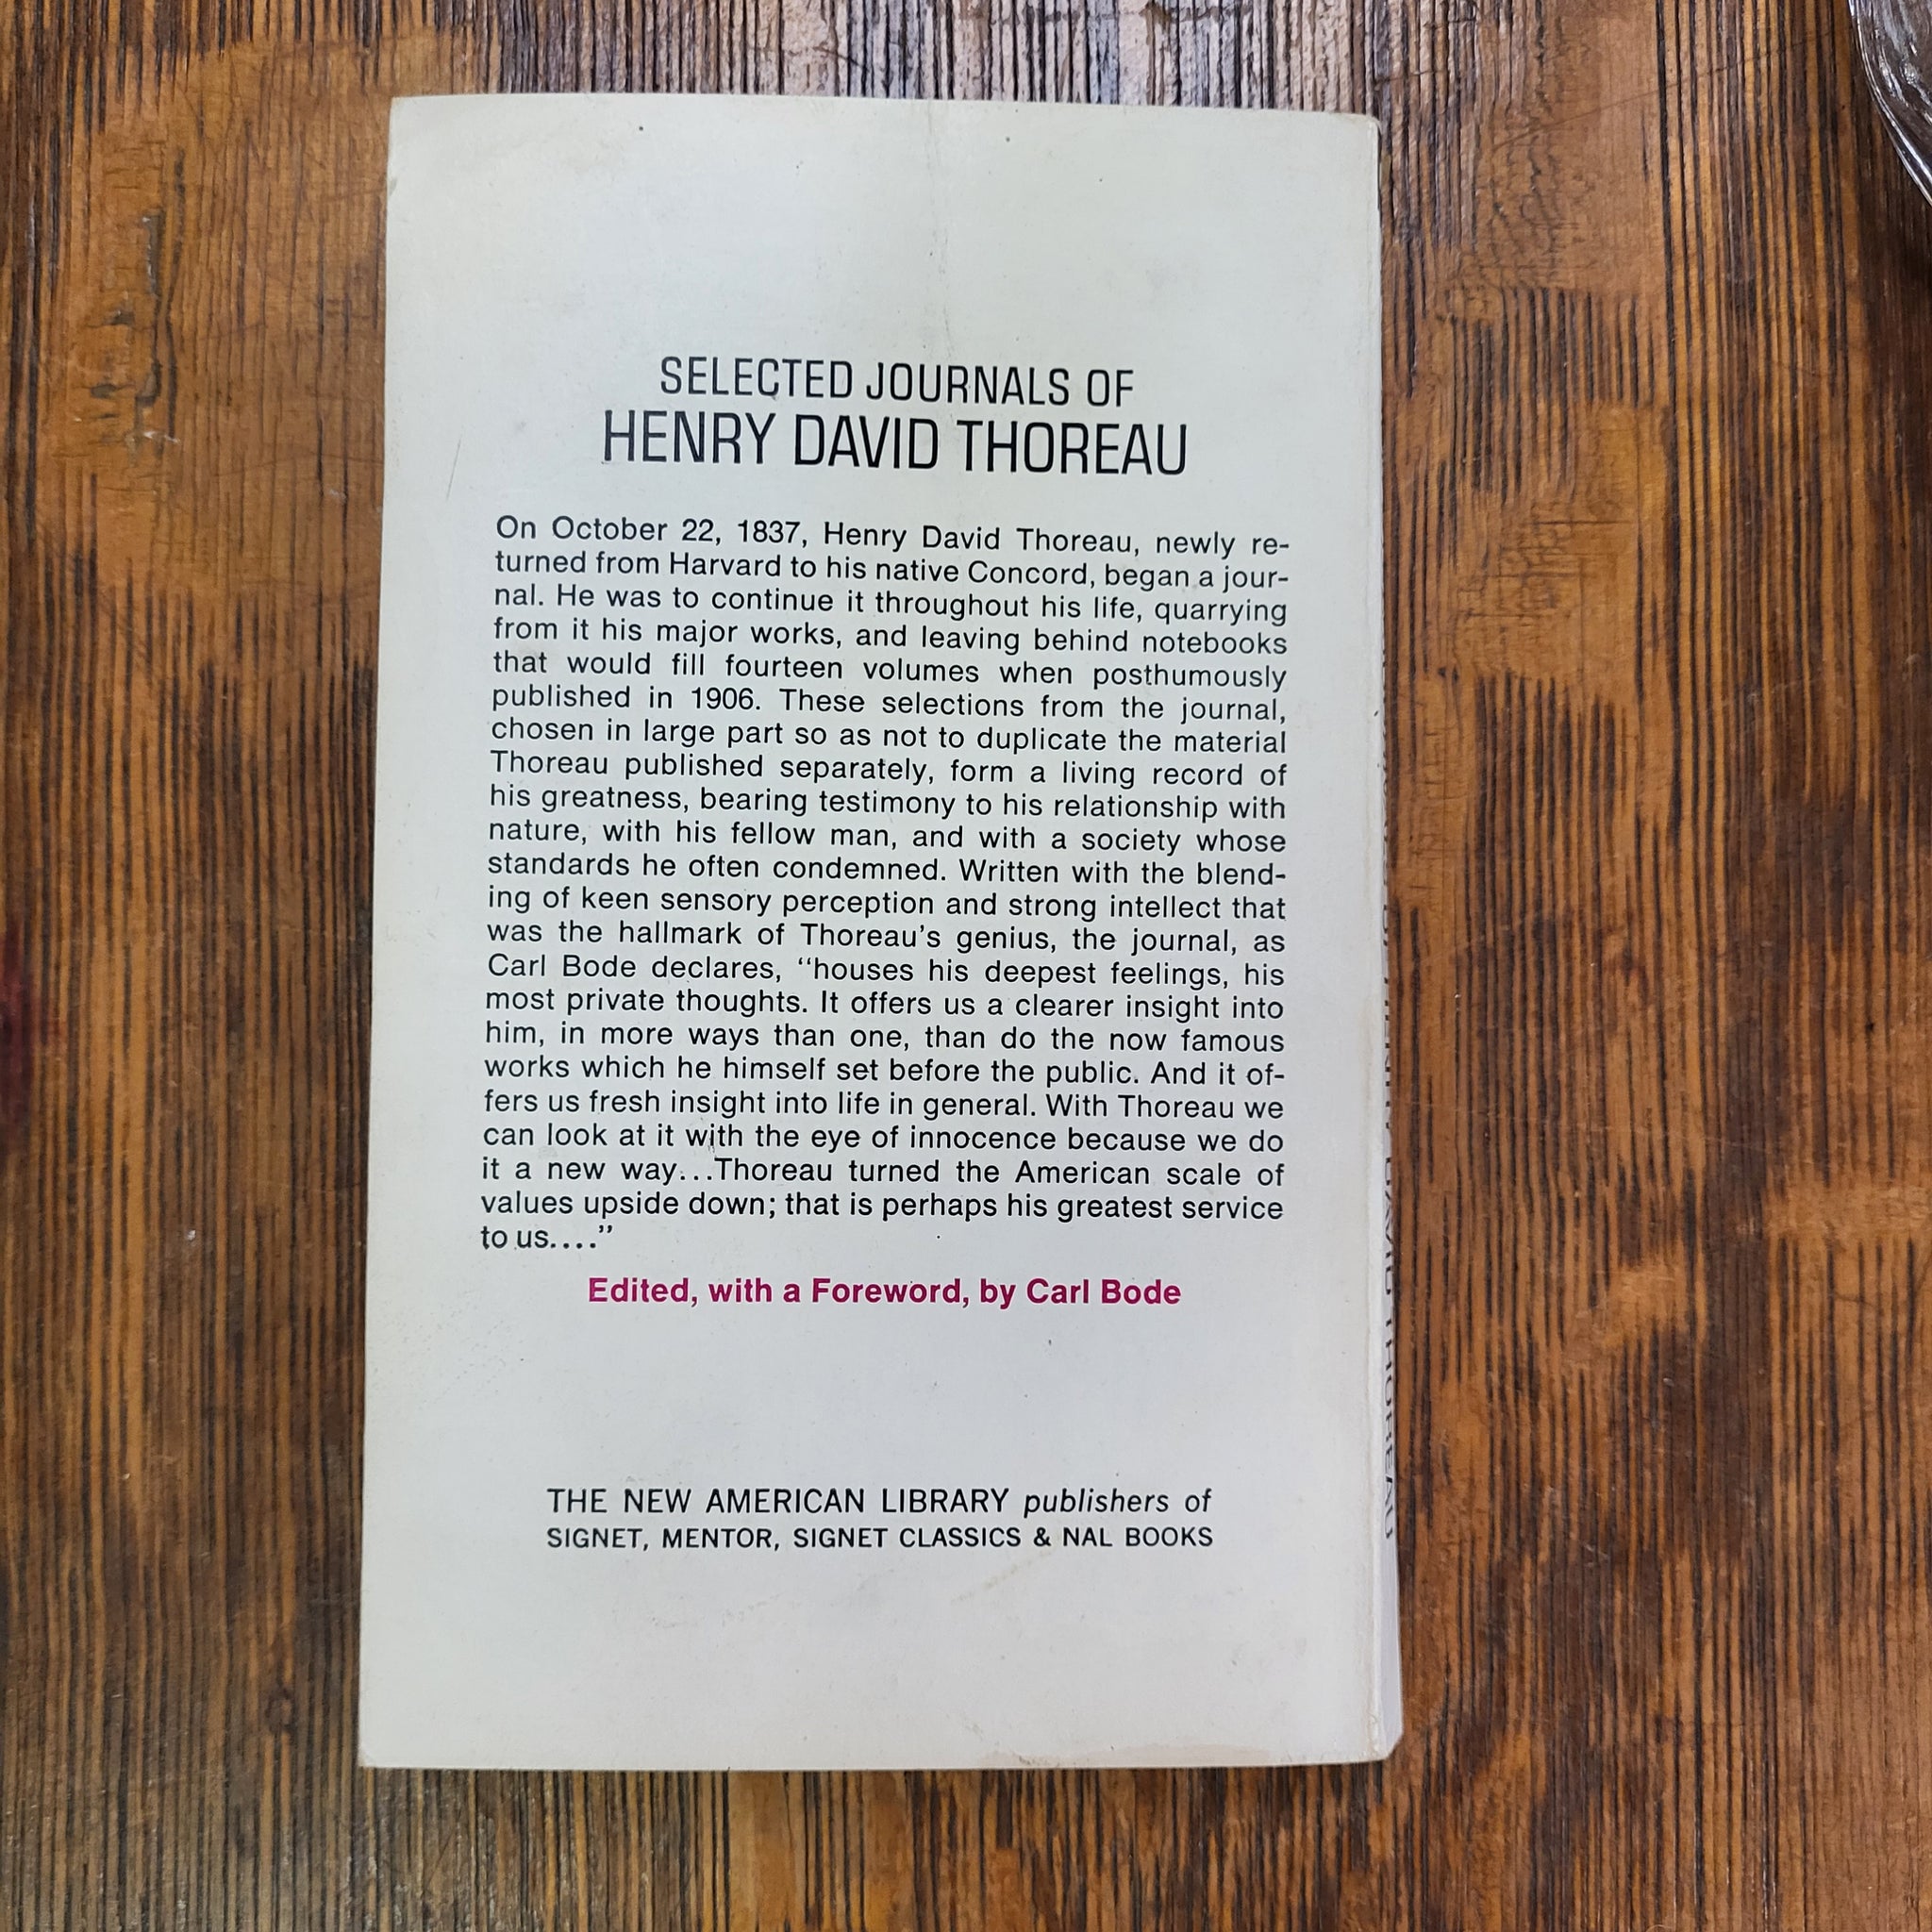 SELECTED JOURNALS OF
HENRY DAVID THOREAU
On October 22, 1837, Henry David Thoreau, newly re-
turned from Harvard to his native Concord, began a jour-
nal. He was to continue it throughout his life, quarrying
from it his major works, and leaving behind notebooks
that would fill fourteen volumes when posthumously
published in 1906. These selections from the journal,
chosen in large part so as not to duplicate the material
Thoreau published separately, form a living record of
his greatness, bearing testimony to his relationship with
nature, with his fellow man, and with a society whose
standards he often condemned. Written with the blend-
ing of keen sensory perception and strong intellect that
was the hallmark of Thoreau's genius, the journal, as
Carl Bode declares, “houses his deepest feelings, his
most private thoughts. It offers us a clearer insight into
him, in more ways than one, than do the now famous
works which he himself set before the public. And it of-
fers us fresh insight into life in general. With Thoreau we
can look at it with the eye of innocence because we do
it a new way...Thoreau turned the American scale of
values upside down; that is perhaps his greatest service
to us....”
Edited, with a Foreword, by Carl Bode
THE NEW AMERICAN LIBRARY publishers of
SIGNET, MENTOR, SIGNET CLASSICS & NAL BOOKS
HENRY DAVID THOREAU